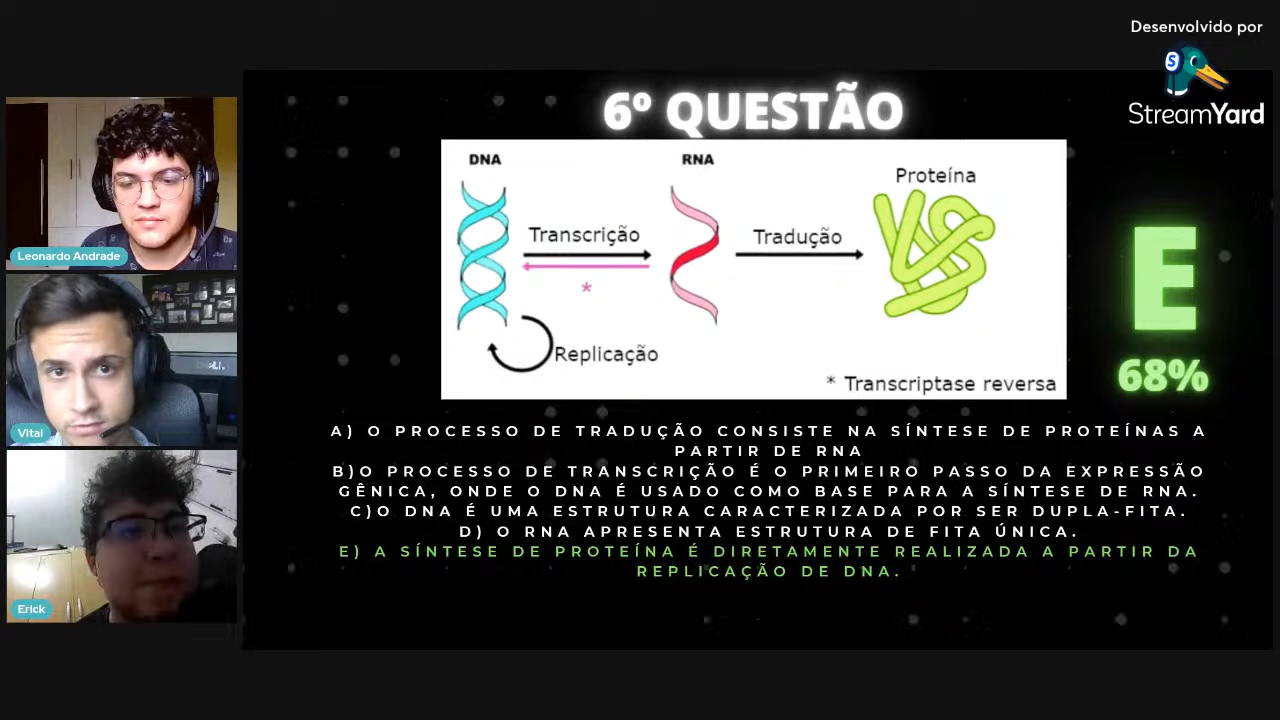 Desenvolvido por
StreamYard
6º QUESTÃO
DNA
RNA
Proteína
Transcrição
Tradução
*
Replicação
* Transcriptase reversa
E
68%
A) O PROCESSO DE TRADUÇÃO CONSISTE NA SÍNTESE DE PROTEÍNAS A
PARTIR DE RNA
B)O PROCESSO DE TRANSCRIÇÃO É O PRIMEIRO PASSO DA EXPRESSÃO
GÊNICA, ONDE O DNA É USADO COMO BASE PARA A SÍNTESE DE RNA.
C)O DNA É UMA ESTRUTURA CARACTERIZADA POR SER DUPLA-FITA.
D) O RNA APRESENTA ESTRUTURA DE FITA ÚNICA.
E) A SÍNTESE DE PROTEÍNA É DIRETAMENTE REALIZADA A PARTIR DA
REPLICAÇÃO DE DNA.
Leonardo Andrade
DELL
Vital
Erick